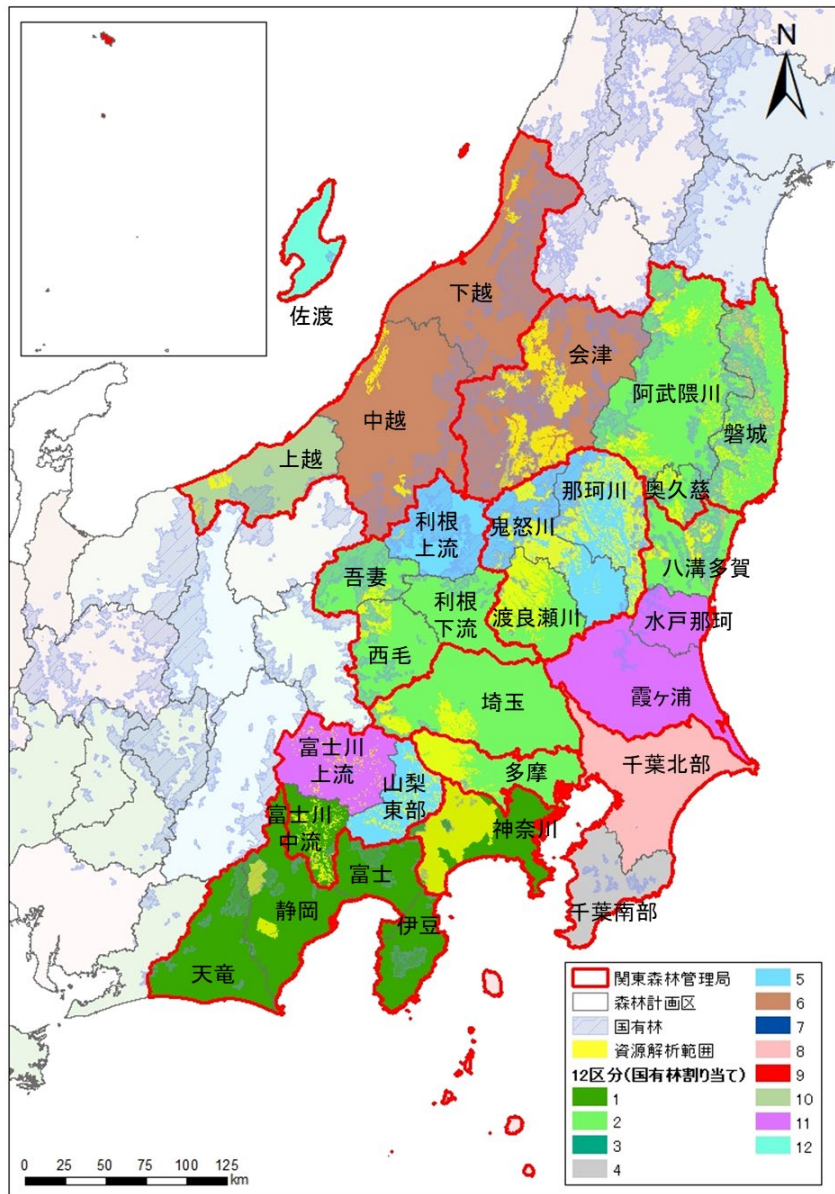 N
佐渡
下越
会津
阿武隈川
磐城
中越
上越
那珂川
奥久慈
利根
上流
鬼怒川
八溝多賀
吾妻
利根
下流
渡良瀬川
水戸那珂
西毛
霞ヶ浦
埼玉
富士川
上流
山梨
東部
多摩
千葉北部
富士川
中流
神奈川
富士
静岡
伊豆
千葉南部
天竜
関東森林管理局
森林計画区
国有林
資源解析範囲
12区分(国有林割り当て)
1
2
3
4
5
6
7
8
9
10
11
12
0 25 50 75 100 125
km